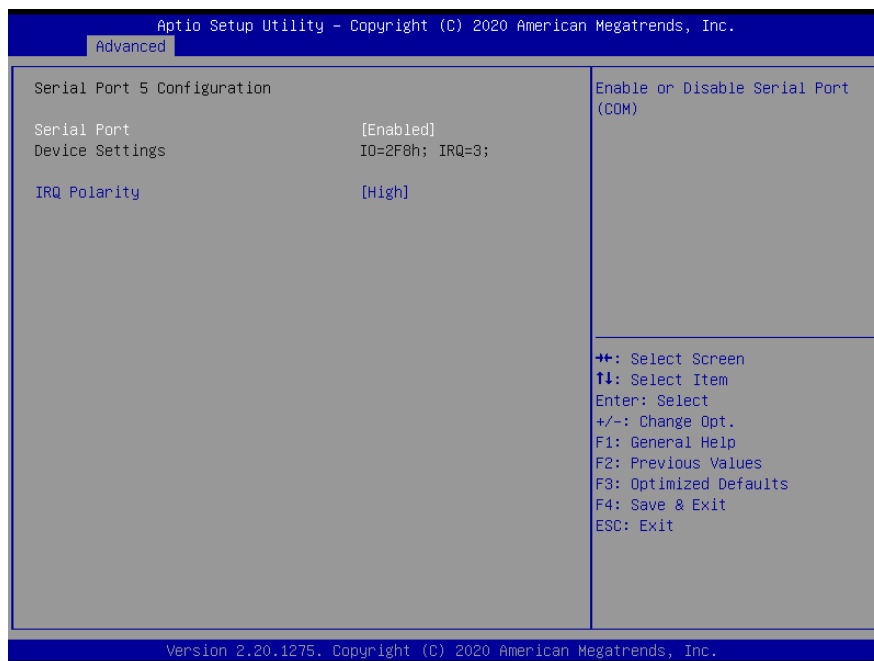 Aptio Setup Utility – Copyright (C) 2020 American Megatrends, Inc.
Advanced
Serial Port 5 Configuration
Serial Port [Enabled]
Device Settings IO=2F8h; IRQ=3;
IRQ Polarity [High]
Enable or Disable Serial Port
(COM)
→←: Select Screen
↑↓: Select Item
Enter: Select
+/-: Change Opt.
F1: General Help
F2: Previous Values
F3: Optimized Defaults
F4: Save & Exit
ESC: Exit
Version 2.20.1275. Copyright (C) 2020 American Megatrends, Inc.